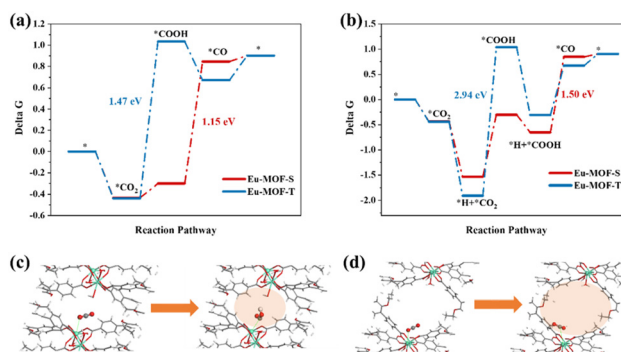 (a)
1.0
0.8
0.6
0.4
0.2
0.0
-0.2
-0.4
-0.6
Delta G
*
*CO₂
*COOH
*CO
*
1.47 eV
1.15 eV
Eu-MOF-S
Eu-MOF-T
Reaction Pathway
(b)
1.5
1.0
0.5
0.0
-0.5
-1.0
-1.5
-2.0
Delta G
*
*CO₂
*H+*CO₂
*COOH
*H+*COOH
*CO
*
2.94 eV
1.50 eV
Eu-MOF-S
Eu-MOF-T
Reaction Pathway
(c)
(d)